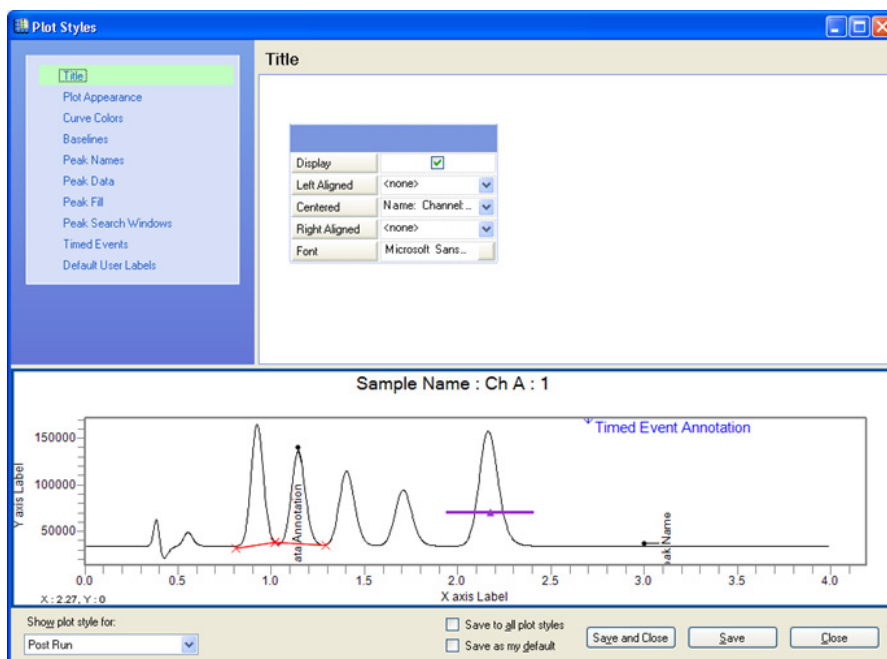 Plot Styles
Title
Plot Appearance
Curve Colors
Baselines
Peak Names
Peak Data
Peak Fill
Peak Search Windows
Timed Events
Default User Labels
Title
Display
Left Aligned <none>
Centered Name: Channel:...
Right Aligned <none>
Font Microsoft Sans...
Sample Name : Ch A : 1
Timed Event Annotation
150000
100000
50000
Y axis Label
ata Annotation
eak Name
0.0 0.5 1.0 1.5 2.0 2.5 3.0 3.5 4.0
X axis Label
X : 2.27, Y : 0
Show plot style for:
Post Run
Save to all plot styles
Save as my default
Save and Close
Save
Close